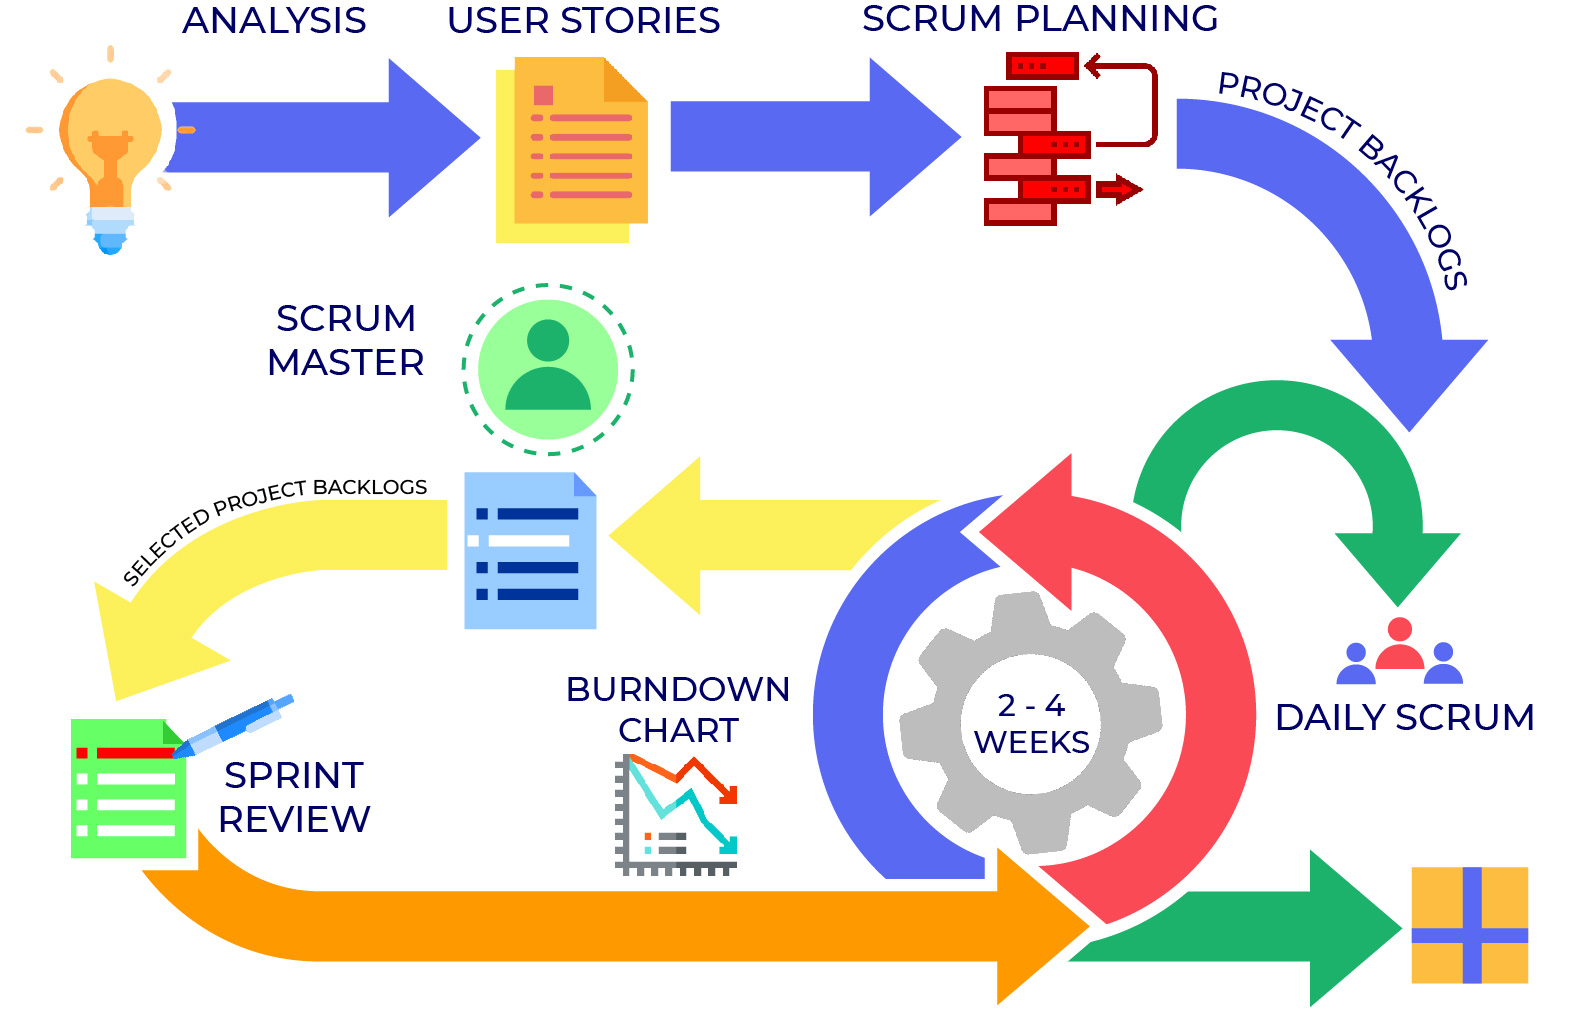 ANALYSIS
USER STORIES
SCRUM PLANNING
PROJECT BACKLOGS
SCRUM
MASTER
SELECTED PROJECT BACKLOGS
BURNDOWN
CHART
2 - 4
WEEKS
DAILY SCRUM
SPRINT
REVIEW